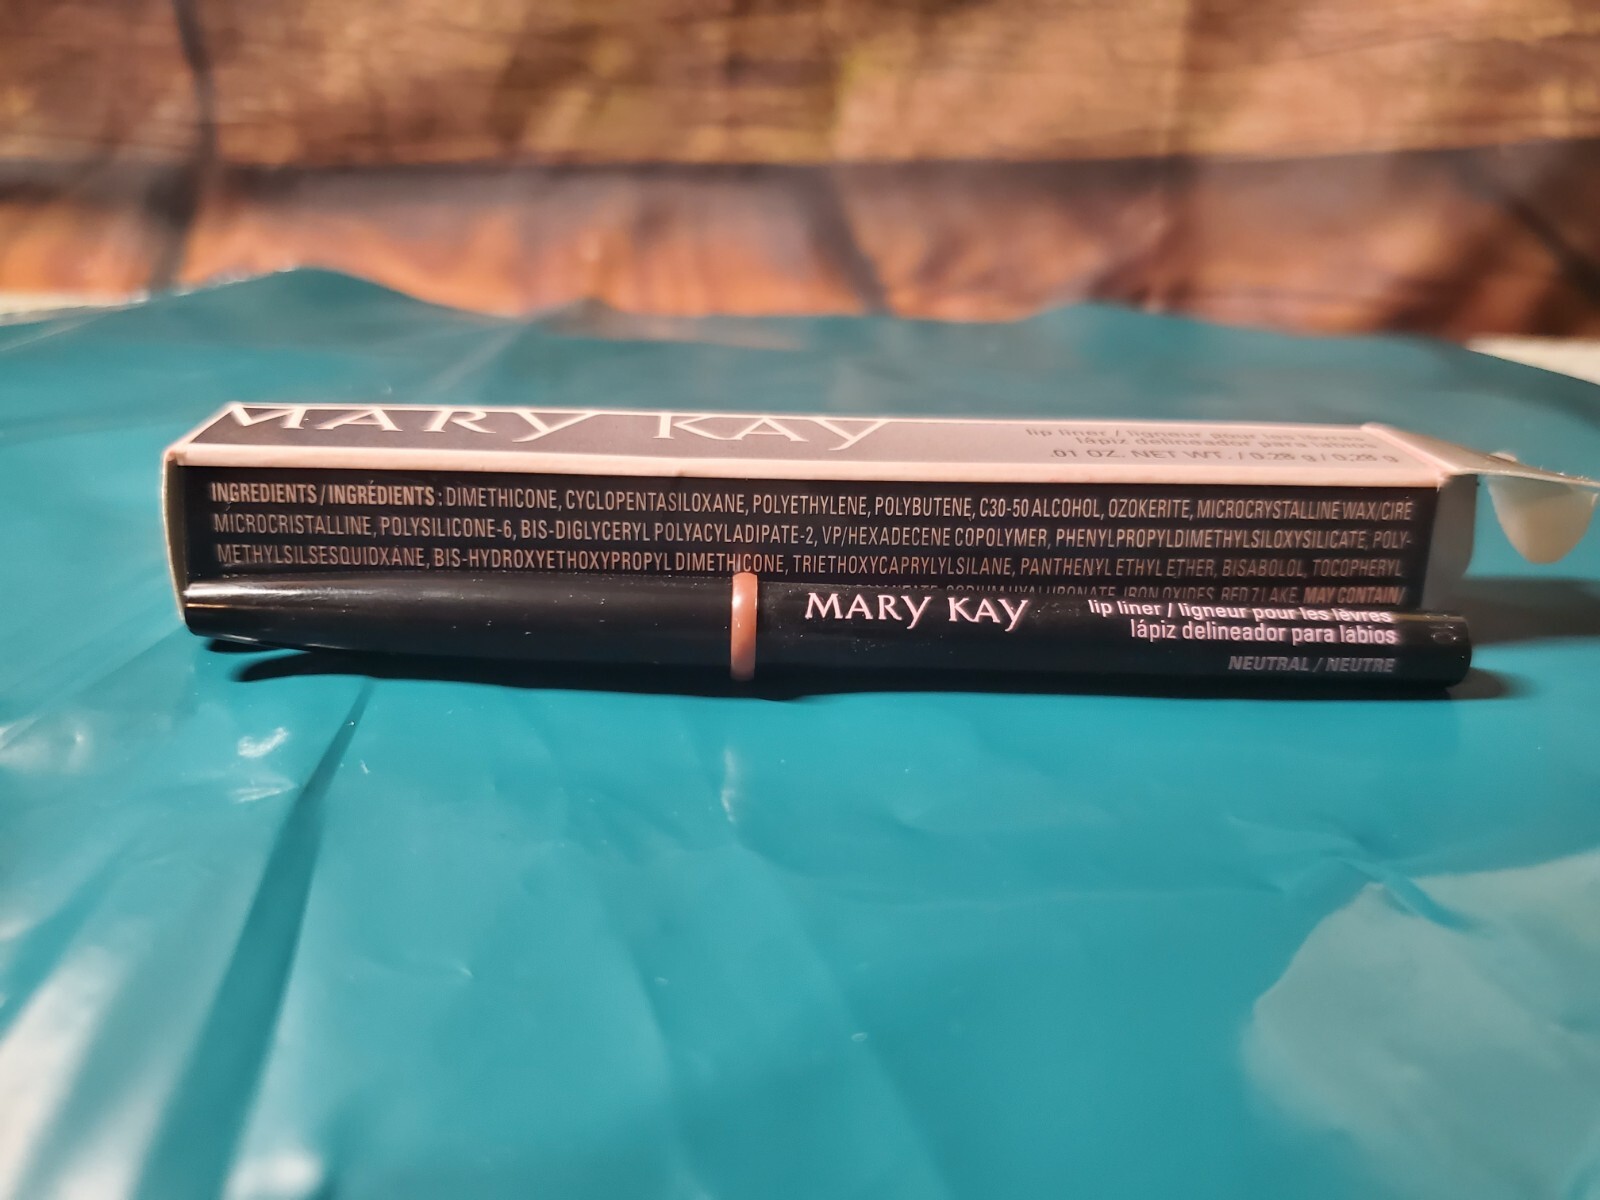 MARY KAY
lip liner / ligneur pour les lèvres
lápiz delineador para labios
.01 OZ. NET WT. / 0.28 g / 0,28 g
INGREDIENTS / INGRÉDIENTS : DIMETHICONE, CYCLOPENTASILOXANE, POLYETHYLENE, POLYBUTENE, C30-50 ALCOHOL, OZOKERITE, MICROCRYSTALLINE WAX/CIRE
MICROCRISTALLINE, POLYSILICONE-6, BIS-DIGLYCERYL POLYACYLADIPATE-2, VP/HEXADECENE COPOLYMER, PHENYLPROPYLDIMETHYLSILOXYSILICATE, POLY-
METHYLSILSESQUIOXANE, BIS-HYDROXYETHOXYPROPYL DIMETHICONE, TRIETHOXYCAPRYLYLSILANE, PANTHENYL ETHYL ETHER, BISABOLOL, TOCOPHERYL
SODIUM HYALURONATE, IRON OXIDES, RED 7 LAKE. MAY CONTAIN/
MARY KAY
lip liner / ligneur pour les lèvres
lápiz delineador para labios
NEUTRAL / NEUTRE